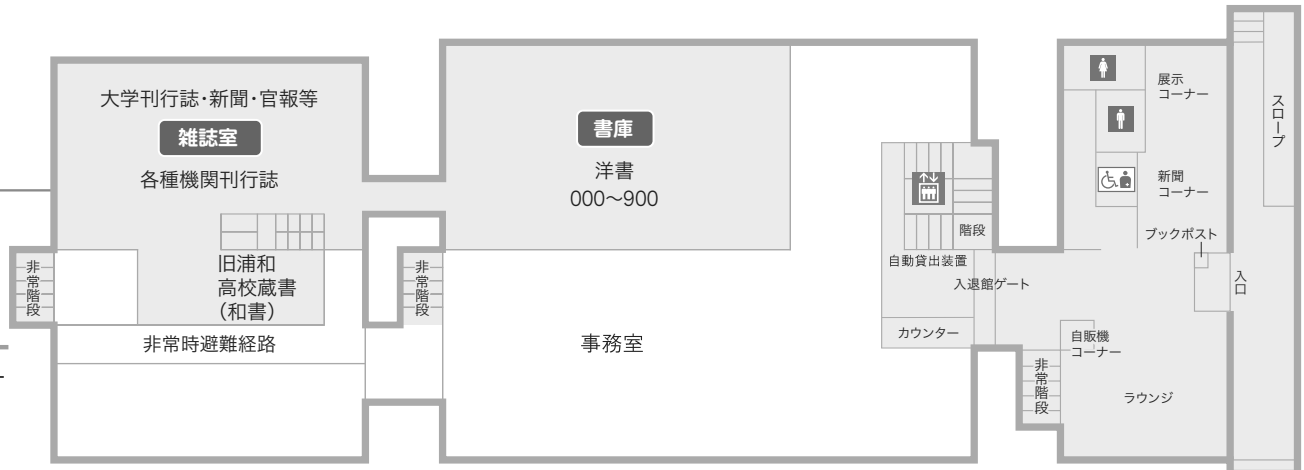 大学刊行誌・新聞・官報等
雑誌室
各種機関刊行誌
旧浦和
高校蔵書
（和書）
非常階段
非常時避難経路
非常階段
書庫
洋書
000〜900
事務室
階段
自動貸出装置
入退館ゲート
カウンター
展示
コーナー
新聞
コーナー
ブックポスト
入口
スロープ
自販機
コーナー
非常階段
ラウンジ